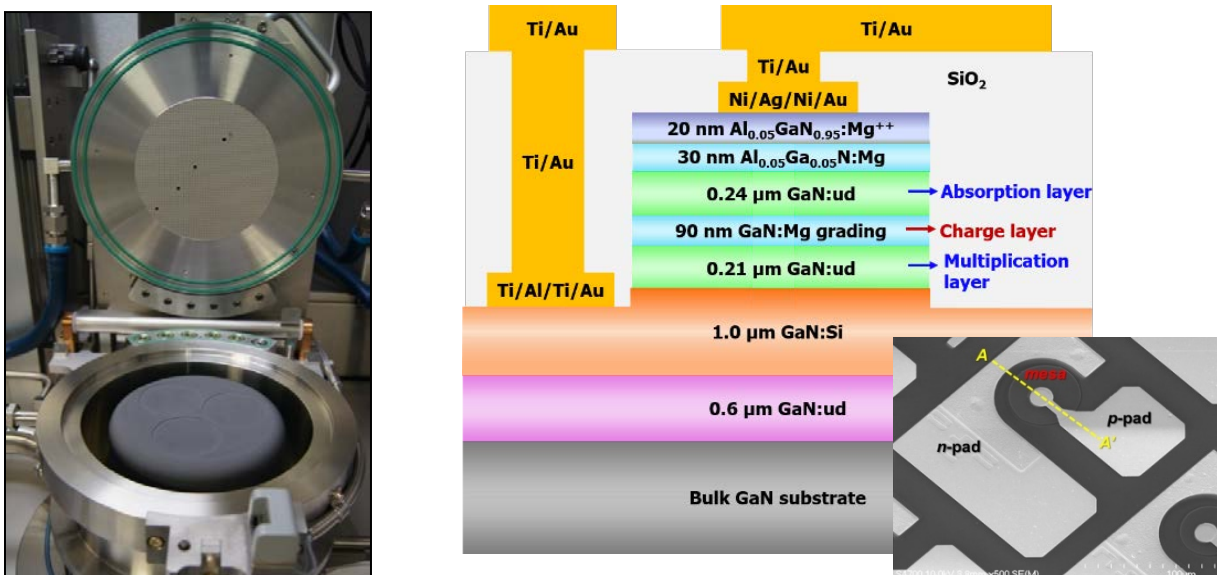 Ti/Au
Ti/Au
Ti/Au
SiO₂
Ni/Ag/Ni/Au
20 nm Al₀.₀₅GaN₀.₉₅:Mg⁺⁺
30 nm Al₀.₀₅Ga₀.₀₅N:Mg
Ti/Au
0.24 µm GaN:ud
Absorption layer
90 nm GaN:Mg grading
Charge layer
0.21 µm GaN:ud
Multiplication
layer
Ti/Al/Ti/Au
1.0 µm GaN:Si
0.6 µm GaN:ud
Bulk GaN substrate
A
mesa
p-pad
A'
n-pad